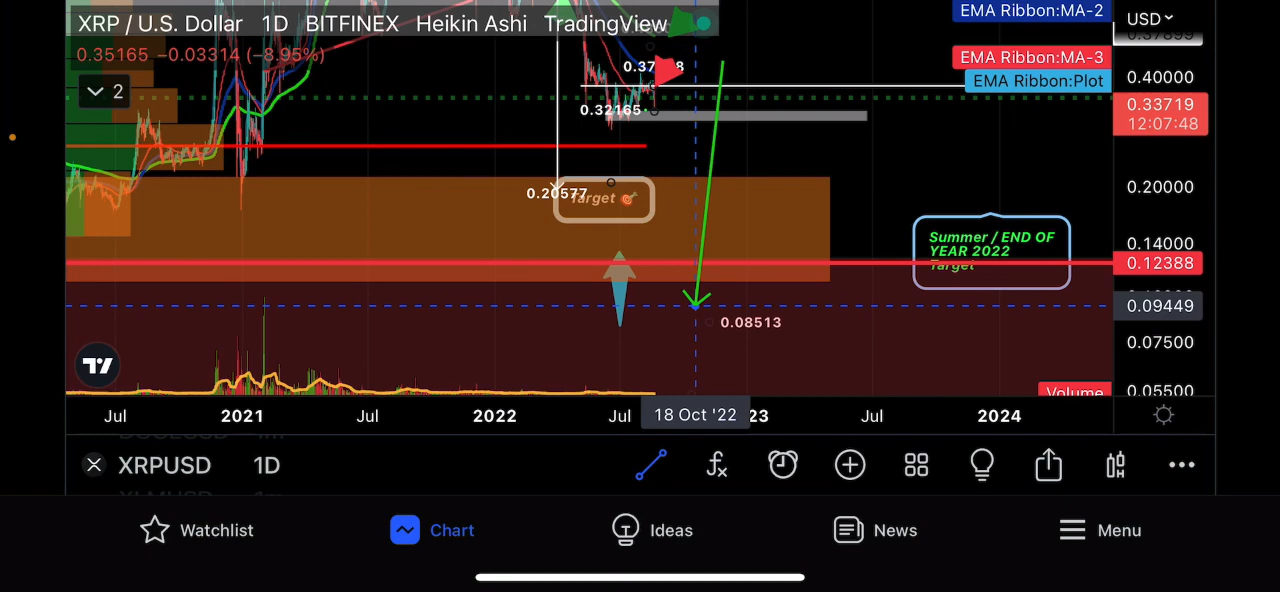 XRP / U.S. Dollar 1D BITFINEX Heikin Ashi TradingView
EMA Ribbon:MA-2
USD
0.37899
0.35165 −0.03314 (−8.95%)
EMA Ribbon:MA-3
0.40000
EMA Ribbon:Plot
2
0.33719
12:07:48
0.32165
0.20000
0.20577
Target 🎯
0.14000
Summer / END OF
YEAR 2022
Target
0.12388
0.09449
0.08513
0.07500
0.05500
Volume
Jul 2021 Jul 2022 Jul 18 Oct '22 23 Jul 2024
XRPUSD 1D
Watchlist Chart Ideas News Menu